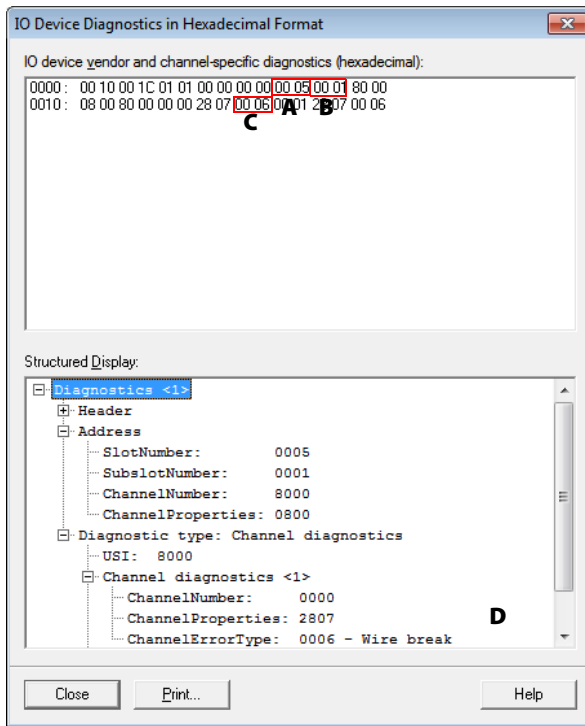 IO Device Diagnostics in Hexadecimal Format
IO device vendor and channel-specific diagnostics (hexadecimal):
0000 : 00 10 00 1C 01 01 00 00 00 00 00 05 00 01 80 00
0010 : 08 00 80 00 00 00 28 07 00 06 00 01 28 07 00 06
A B
C
Structured Display:
Diagnostics <1>
Header
Address
SlotNumber: 0005
SubslotNumber: 0001
ChannelNumber: 8000
ChannelProperties: 0800
Diagnostic type: Channel diagnostics
USI: 8000
Channel diagnostics <1>
ChannelNumber: 0000
ChannelProperties: 2807
D
ChannelErrorType: 0006 - Wire break
Close Print... Help